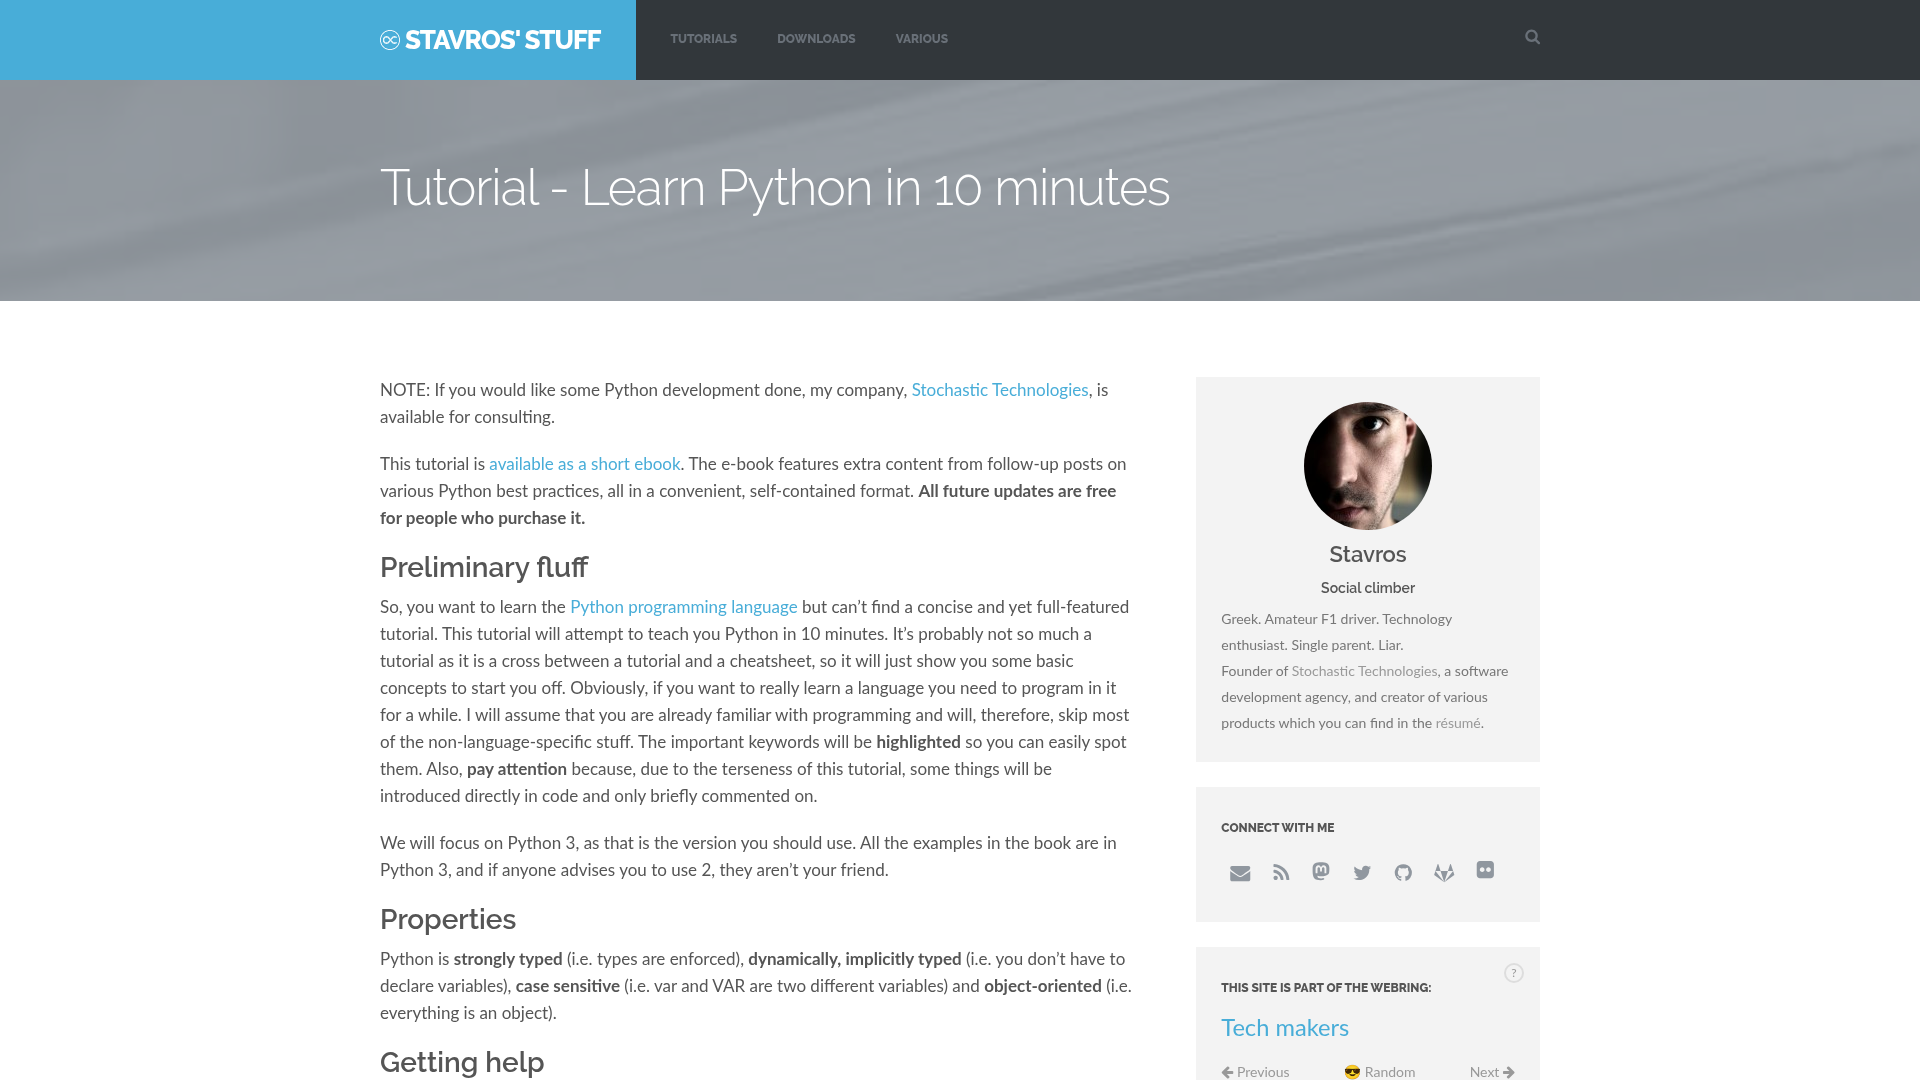 STAVROS' STUFF
TUTORIALS
DOWNLOADS
VARIOUS
Tutorial - Learn Python in 10 minutes
NOTE: If you would like some Python development done, my company, Stochastic Technologies, is
available for consulting.
This tutorial is available as a short ebook. The e-book features extra content from follow-up posts on
various Python best practices, all in a convenient, self-contained format. All future updates are free
for people who purchase it.
Preliminary fluff
So, you want to learn the Python programming language but can’t find a concise and yet full-featured
tutorial. This tutorial will attempt to teach you Python in 10 minutes. It’s probably not so much a
tutorial as it is a cross between a tutorial and a cheatsheet, so it will just show you some basic
concepts to start you off. Obviously, if you want to really learn a language you need to program in it
for a while. I will assume that you are already familiar with programming and will, therefore, skip most
of the non-language-specific stuff. The important keywords will be highlighted so you can easily spot
them. Also, pay attention because, due to the terseness of this tutorial, some things will be
introduced directly in code and only briefly commented on.
We will focus on Python 3, as that is the version you should use. All the examples in the book are in
Python 3, and if anyone advises you to use 2, they aren’t your friend.
Properties
Python is strongly typed (i.e. types are enforced), dynamically, implicitly typed (i.e. you don’t have to
declare variables), case sensitive (i.e. var and VAR are two different variables) and object-oriented (i.e.
everything is an object).
Getting help
Stavros
Social climber
Greek. Amateur F1 driver. Technology
enthusiast. Single parent. Liar.
Founder of Stochastic Technologies, a software
development agency, and creator of various
products which you can find in the résumé.
CONNECT WITH ME
?
THIS SITE IS PART OF THE WEBRING:
Tech makers
Previous
Random
Next